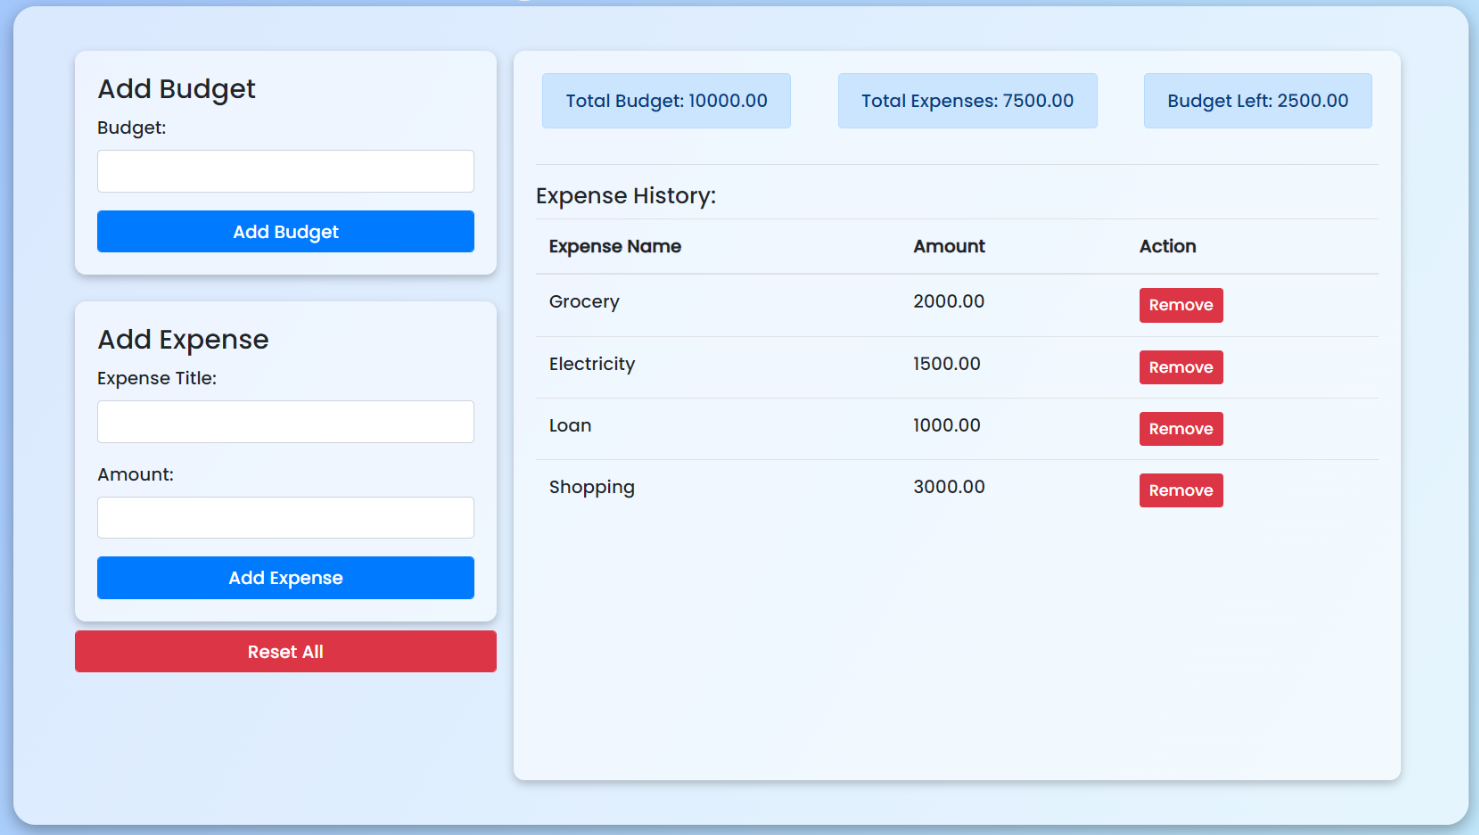 Add Budget
Budget:
Add Budget
Add Expense
Expense Title:
Amount:
Add Expense
Reset All
Total Budget: 10000.00
Total Expenses: 7500.00
Budget Left: 2500.00
Expense History:
Expense Name Amount Action
Grocery 2000.00 Remove
Electricity 1500.00 Remove
Loan 1000.00 Remove
Shopping 3000.00 Remove